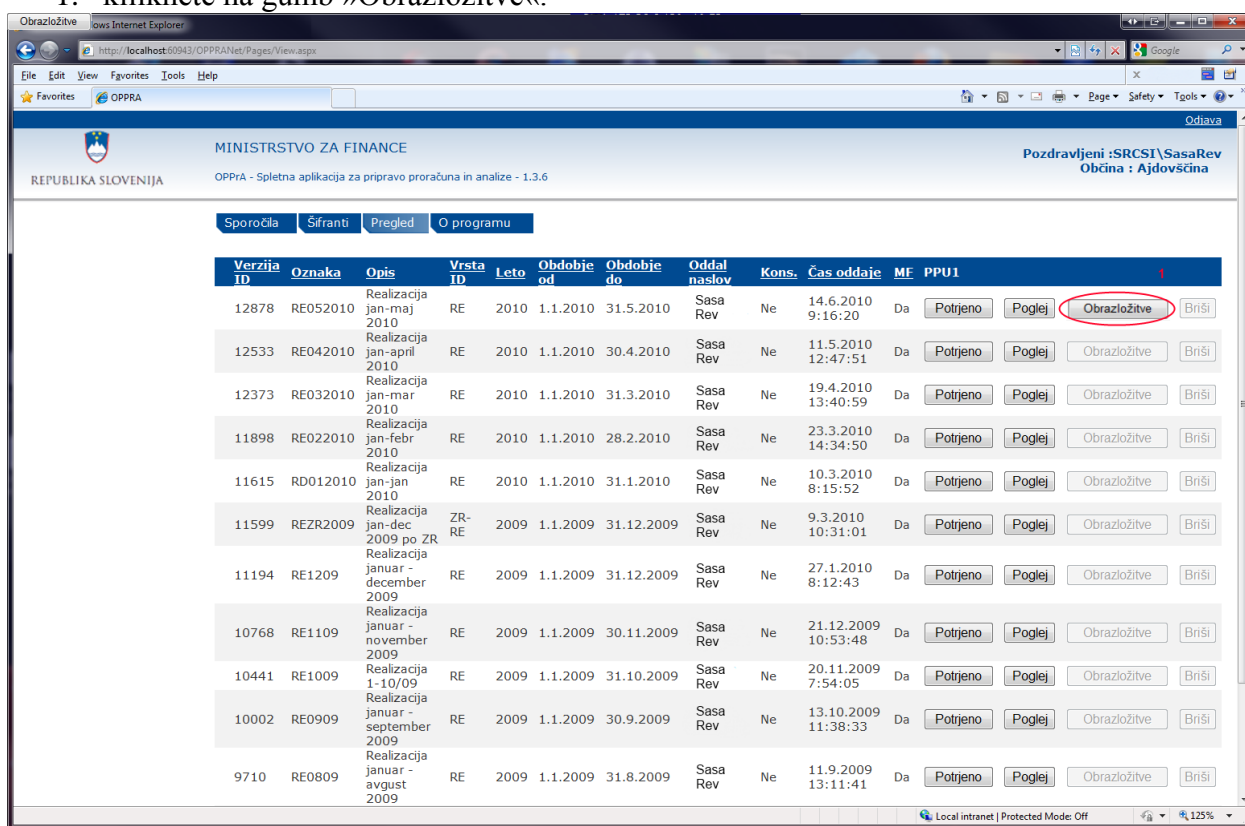 1. kliknete na gumb »Obrazložitve«.
Obrazložitve ows Internet Explorer
http://localhost:60943/OPPRANet/Pages/View.aspx Google
File Edit View Favorites Tools Help x
Favorites OPPRA Page Safety Tools
Odjava
MINISTRSTVO ZA FINANCE
Pozdravljeni :SRCSI\SasaRev
REPUBLIKA SLOVENIJA
OPPrA - Spletna aplikacija za pripravo proračuna in analize - 1.3.6
Občina : Ajdovščina
Sporočila Šifranti Pregled O programu
Verzija ID Oznaka Opis Vrsta ID Leto Obdobje od Obdobje do Oddal naslov Kons. Čas oddaje MF PPU1 1
12878 RE052010 Realizacija jan-maj 2010 RE 2010 1.1.2010 31.5.2010 Sasa Rev Ne 14.6.2010 9:16:20 Da Potrjeno Poglej Obrazložitve Briši
12533 RE042010 Realizacija jan-april 2010 RE 2010 1.1.2010 30.4.2010 Sasa Rev Ne 11.5.2010 12:47:51 Da Potrjeno Poglej Obrazložitve Briši
12373 RE032010 Realizacija jan-mar 2010 RE 2010 1.1.2010 31.3.2010 Sasa Rev Ne 19.4.2010 13:40:59 Da Potrjeno Poglej Obrazložitve Briši
11898 RE022010 Realizacija jan-febr 2010 RE 2010 1.1.2010 28.2.2010 Sasa Rev Ne 23.3.2010 14:34:50 Da Potrjeno Poglej Obrazložitve Briši
11615 RD012010 Realizacija jan-jan 2010 RE 2010 1.1.2010 31.1.2010 Sasa Rev Ne 10.3.2010 8:15:52 Da Potrjeno Poglej Obrazložitve Briši
11599 REZR2009 Realizacija jan-dec 2009 po ZR ZR-RE 2009 1.1.2009 31.12.2009 Sasa Rev Ne 9.3.2010 10:31:01 Da Potrjeno Poglej Obrazložitve Briši
11194 RE1209 Realizacija januar - december 2009 RE 2009 1.1.2009 31.12.2009 Sasa Rev Ne 27.1.2010 8:12:43 Da Potrjeno Poglej Obrazložitve Briši
10768 RE1109 Realizacija januar - november 2009 RE 2009 1.1.2009 30.11.2009 Sasa Rev Ne 21.12.2009 10:53:48 Da Potrjeno Poglej Obrazložitve Briši
10441 RE1009 Realizacija 1-10/09 RE 2009 1.1.2009 31.10.2009 Sasa Rev Ne 20.11.2009 7:54:05 Da Potrjeno Poglej Obrazložitve Briši
10002 RE0909 Realizacija januar - september 2009 RE 2009 1.1.2009 30.9.2009 Sasa Rev Ne 13.10.2009 11:38:33 Da Potrjeno Poglej Obrazložitve Briši
9710 RE0809 Realizacija januar - avgust 2009 RE 2009 1.1.2009 31.8.2009 Sasa Rev Ne 11.9.2009 13:11:41 Da Potrjeno Poglej Obrazložitve Briši
Local intranet | Protected Mode: Off 125%